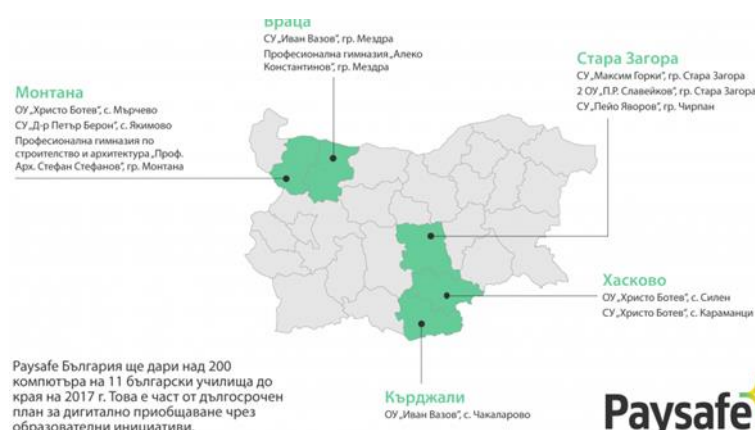 Враца
СУ „Иван Вазов", гр. Мездра
Професионална гимназия „Алеко
Константинов", гр. Мездра
Стара Загора
СУ „Максим Горки", гр. Стара Загора
2 ОУ „П.Р. Славейков", гр. Стара Загора
СУ „Пейо Яворов", гр. Чирпан
Монтана
ОУ „Христо Ботев", с. Мърчево
СУ „Д-р Петър Берон", с. Якимово
Професионална гимназия по
строителство и архитектура „Проф.
Арх. Стефан Стефанов", гр. Монтана
Хасково
ОУ „Христо Ботев", с. Силен
СУ „Христо Ботев", с. Караманци
Paysafe България ще дари над 200
компютъра на 11 български училища до
края на 2017 г. Това е част от дългосрочен
план за дигитално приобщаване чрез
образователни инициативи.
Кърджали
ОУ „Иван Вазов", с. Чакаларово
Paysafe